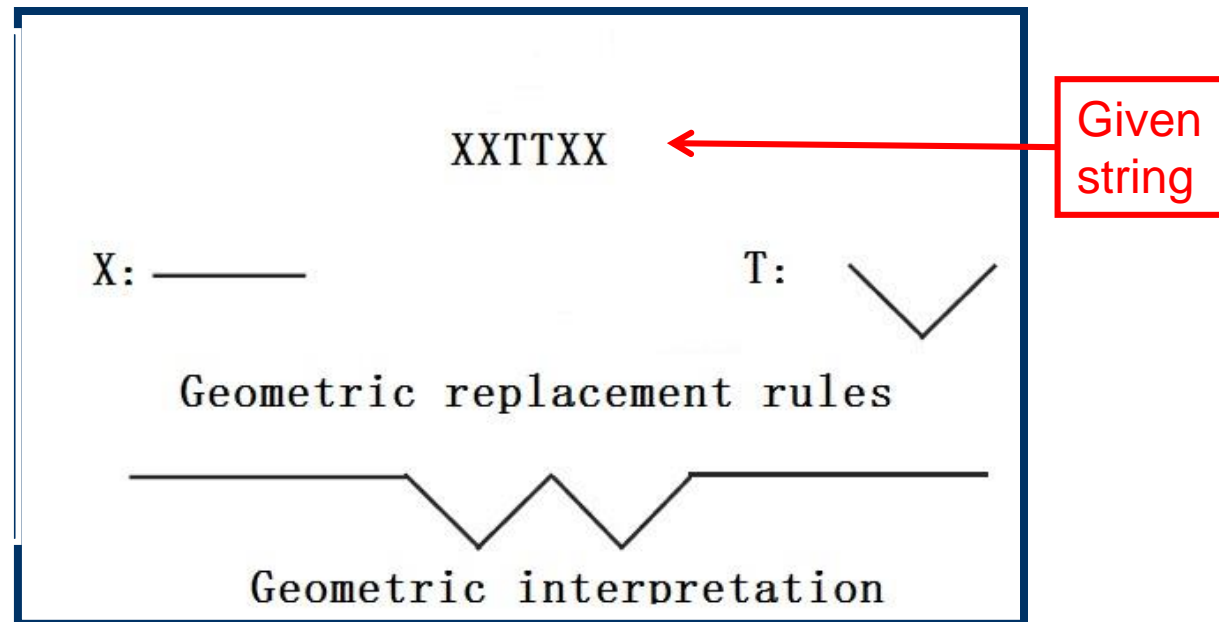 XXTTXX
Given
string
X:
T:
Geometric replacement rules
Geometric interpretation